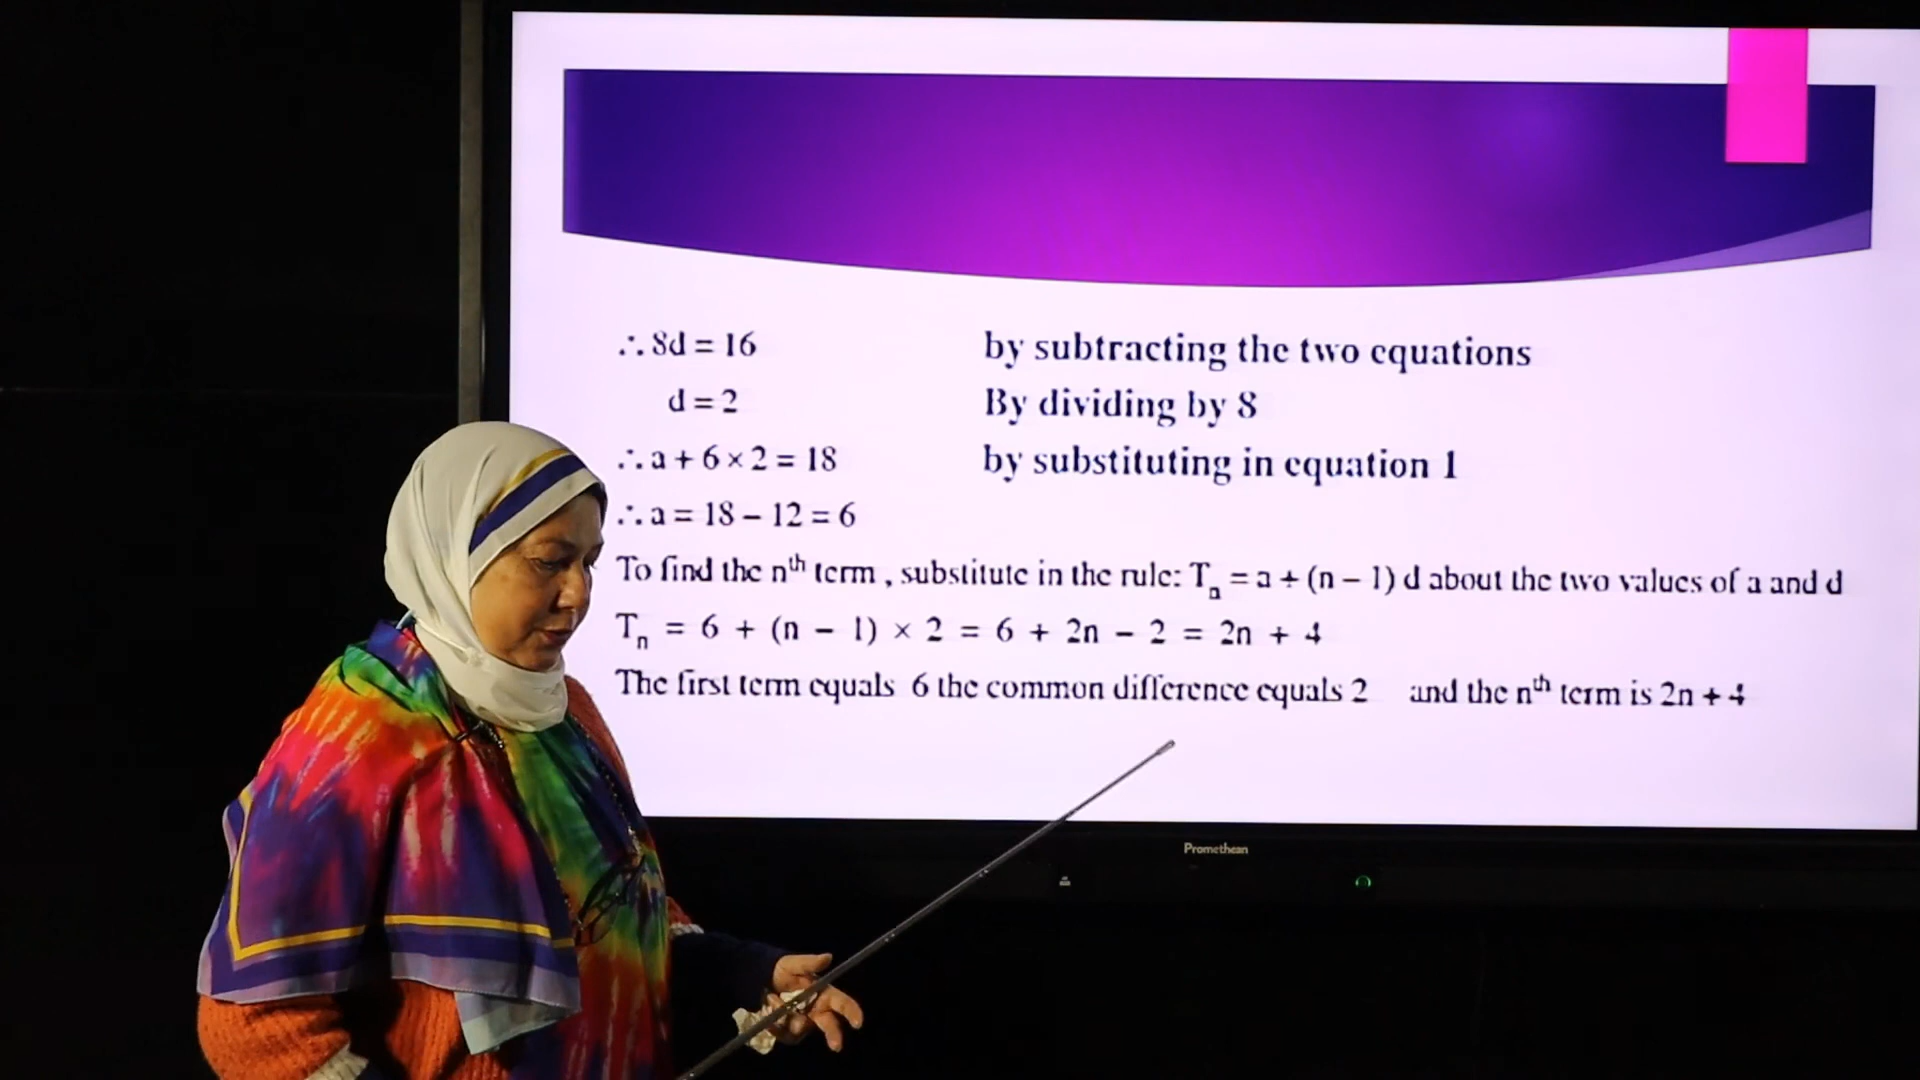 ∴ 8d = 16 by subtracting the two equations
d = 2 By dividing by 8
∴ a + 6 × 2 = 18 by substituting in equation 1
∴ a = 18 – 12 = 6
To find the nth term , substitute in the rule: Tn = a + (n – 1) d about the two values of a and d
Tn = 6 + (n – 1) × 2 = 6 + 2n – 2 = 2n + 4
The first term equals 6 the common difference equals 2 and the nth term is 2n + 4
Promethean